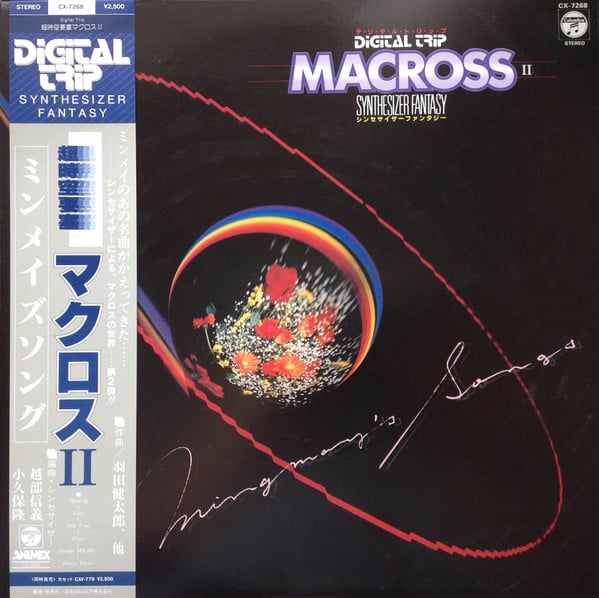 STEREO
CX-7268
¥2,500
Digital Trip
超時空要塞マクロスII
DiGiTAL
TRiP
SYNTHESIZER
FANTASY
超時空要塞
マクロスII
ミンメイズソング
ミンメイのあの名曲がかえってきた……
シンセサイザーによる、マクロスの世界……第2弾!!
作曲/羽田健太郎、他
編曲・シンセサイザー
越部信義
小久保隆
ANIMEX
〈同時発売〉カセット CAY-779 ¥2,500
デ・ジ・タ・ル・ト・リ・ッ・プ
DiGiTAL TRiP
MACROSS II
SYNTHESIZER FANTASY
シンセサイザーファンタジー
CX-7268
Columbia
STEREO
Ming may's Songs